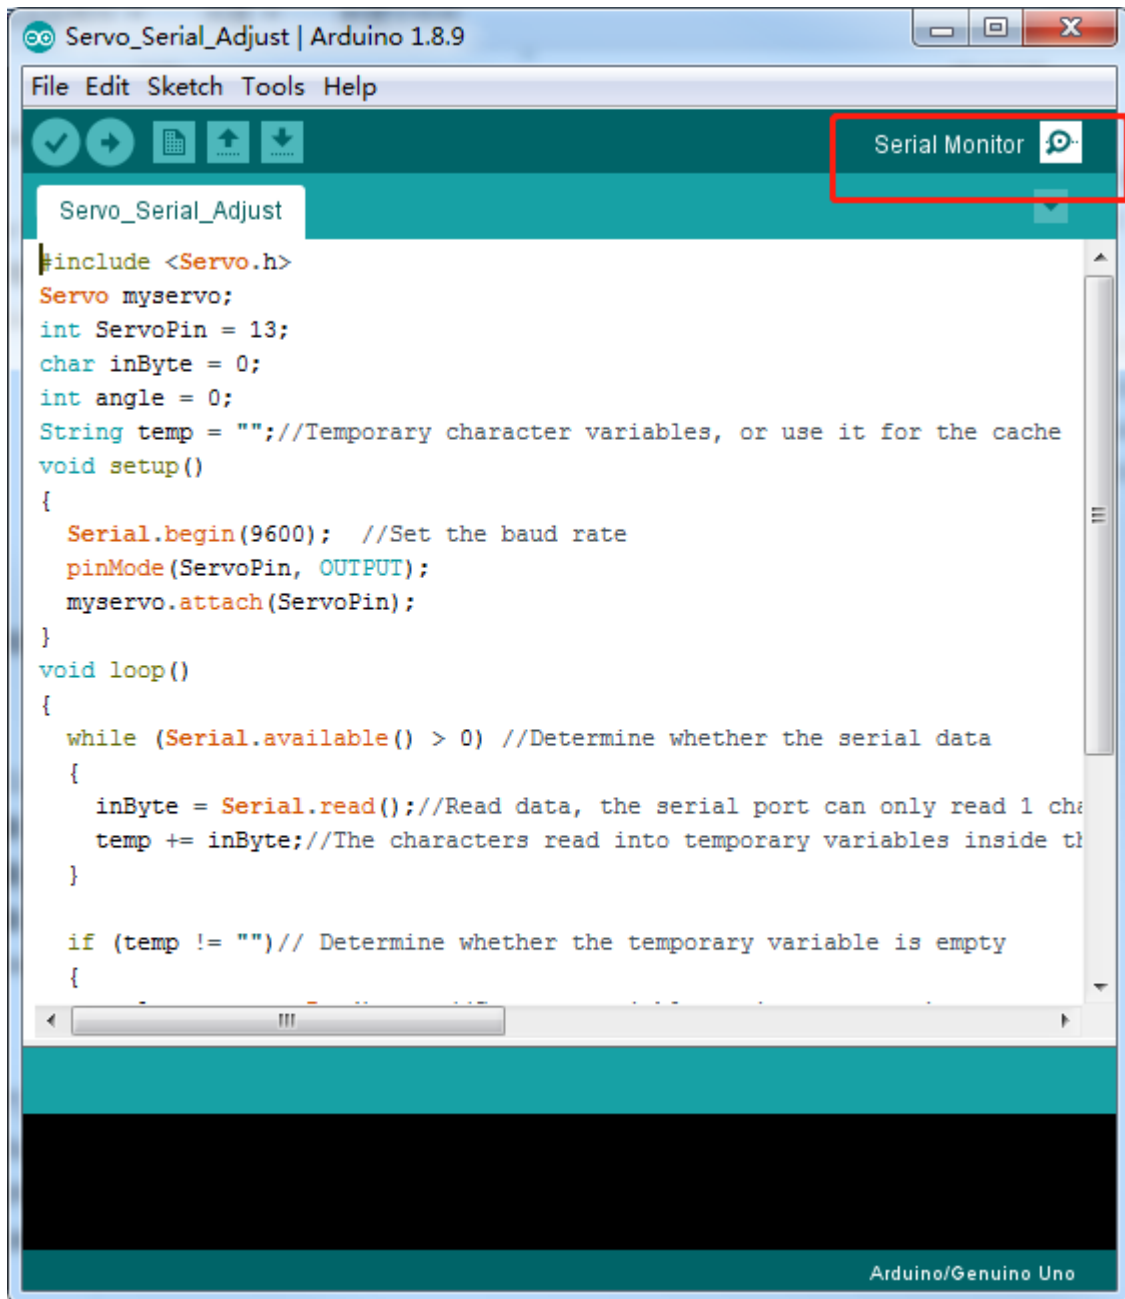 Servo_Serial_Adjust | Arduino 1.8.9
File Edit Sketch Tools Help
Serial Monitor
Servo_Serial_Adjust
#include <Servo.h>
Servo myservo;
int ServoPin = 13;
char inByte = 0;
int angle = 0;
String temp = "";//Temporary character variables, or use it for the cache
void setup()
{
  Serial.begin(9600);  //Set the baud rate
  pinMode(ServoPin, OUTPUT);
  myservo.attach(ServoPin);
}
void loop()
{
  while (Serial.available() > 0) //Determine whether the serial data
  {
    inByte = Serial.read();//Read data, the serial port can only read 1 cha
    temp += inByte;//The characters read into temporary variables inside th
  }
  if (temp != "")// Determine whether the temporary variable is empty
  {
Arduino/Genuino Uno